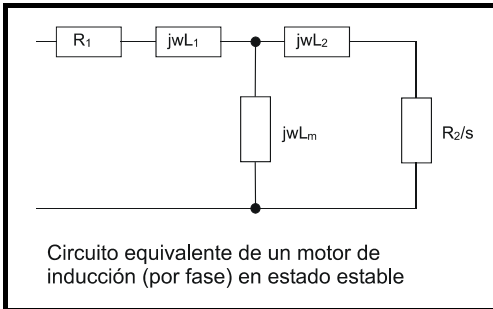 R₁
jwL₁
jwL₂
jwLₘ
R₂/s
Circuito equivalente de un motor de
inducción (por fase) en estado estable